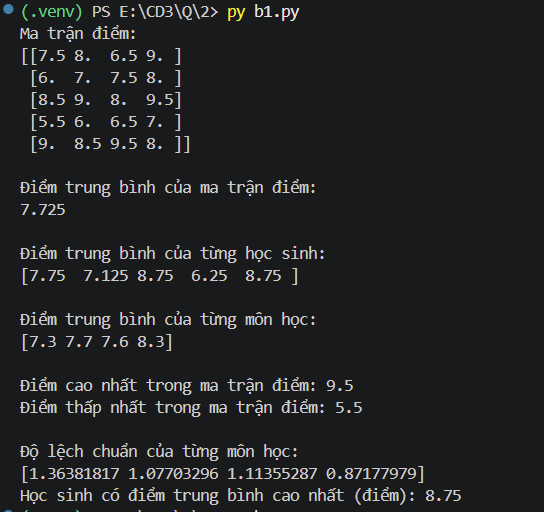 (.venv) PS E:\CD3\Q\2> py b1.py
Ma trận điểm:
[[7.5 8.  6.5 9. ]
 [6.  7.  7.5 8. ]
 [8.5 9.  8.  9.5]
 [5.5 6.  6.5 7. ]
 [9.  8.5 9.5 8. ]]
Điểm trung bình của ma trận điểm:
7.725
Điểm trung bình của từng học sinh:
[7.75  7.125 8.75  6.25  8.75 ]
Điểm trung bình của từng môn học:
[7.3 7.7 7.6 8.3]
Điểm cao nhất trong ma trận điểm: 9.5
Điểm thấp nhất trong ma trận điểm: 5.5
Độ lệch chuẩn của từng môn học:
[1.36381817 1.07703296 1.11355287 0.87177979]
Học sinh có điểm trung bình cao nhất (điểm): 8.75